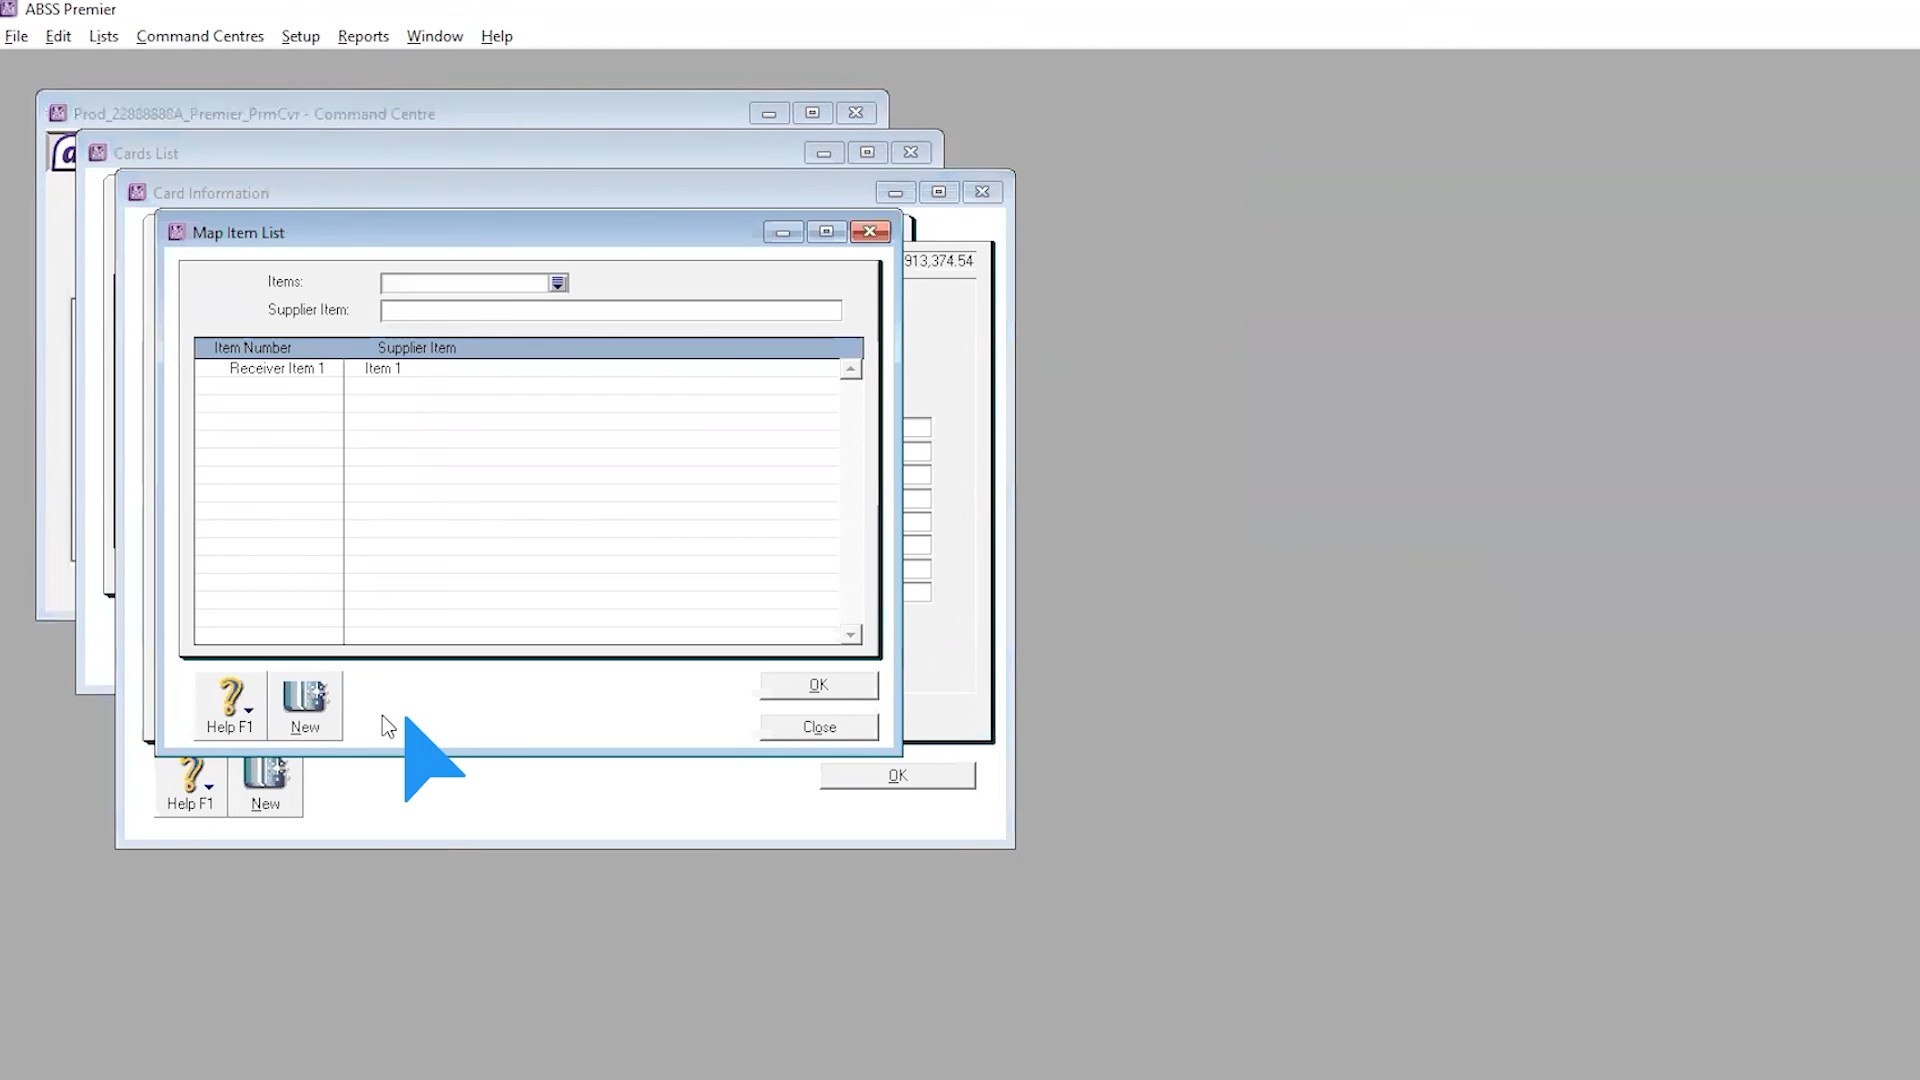 ABSS Premier
File Edit Lists Command Centres Setup Reports Window Help
Prod_22888888A_Premier_PrmCvr - Command Centre
Cards List
Card Information
Map Item List
913,374.54
Items:
Supplier Item:
Item Number Supplier Item
Receiver Item 1 Item 1
OK
Help F1 New
Close
OK
Help F1 New